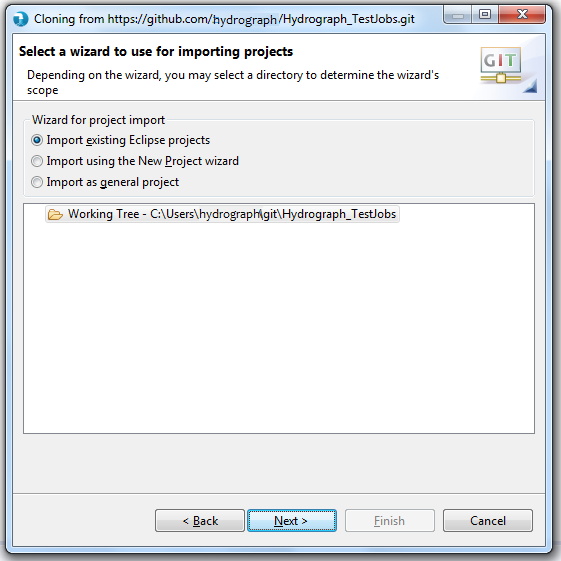 Cloning from https://github.com/hydrograph/Hydrograph_TestJobs.git
Select a wizard to use for importing projects
Depending on the wizard, you may select a directory to determine the wizard's
scope
GIT
Wizard for project import
Import existing Eclipse projects
Import using the New Project wizard
Import as general project
Working Tree - C:\Users\hydrograph\git\Hydrograph_TestJobs
< Back
Next >
Finish
Cancel